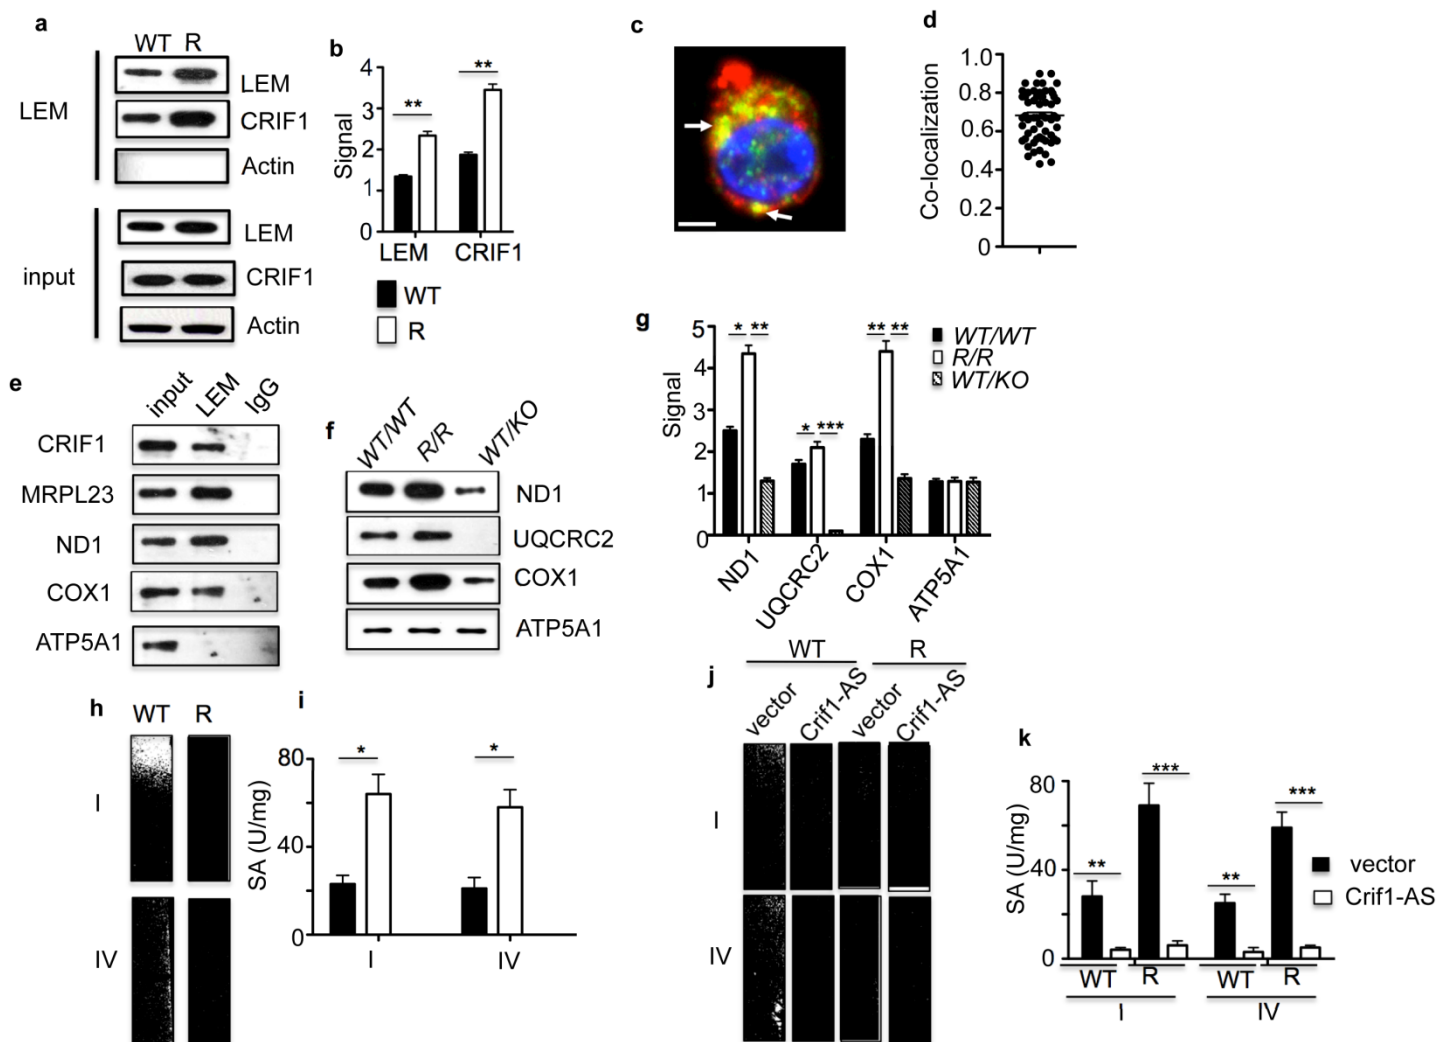 a
WT R
LEM
LEM
CRIF1
Actin
input
LEM
CRIF1
Actin
b
**
**
4
3
2
1
0
Signal
LEM CRIF1
WT
R
c
d
1.0
0.8
0.6
0.4
0.2
0
Co-localization
e
input LEM IgG
CRIF1
MRPL23
ND1
COX1
ATP5A1
f
WT/WT R/R WT/KO
ND1
UQCRC2
COX1
ATP5A1
g
5
4
3
2
1
0
Signal
* **
* ***
** **
WT/WT
R/R
WT/KO
ND1 UQCRC2 COX1 ATP5A1
h
WT R
I
IV
i
80
40
0
SA (U/mg)
* *
I IV
j
WT R
vector Crif1-AS vector Crif1-AS
I
IV
k
80
40
0
SA (U/mg)
** *** ** ***
WT R WT R
I IV
vector
Crif1-AS